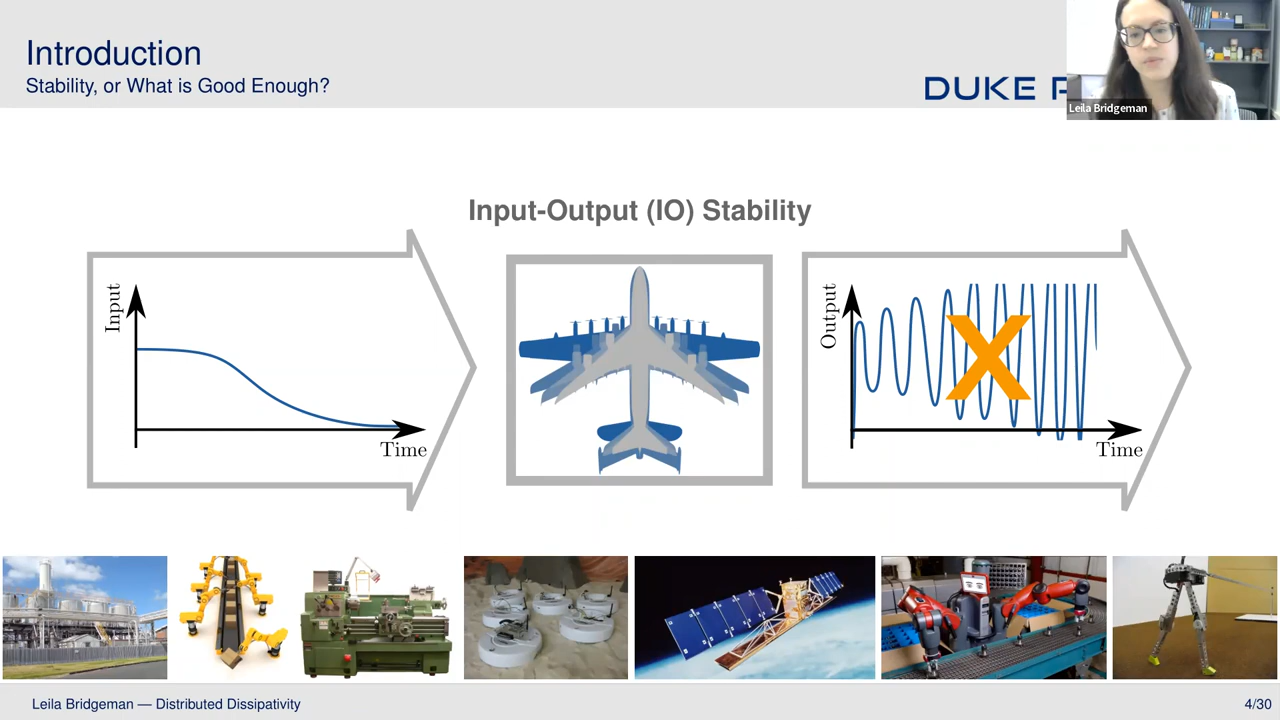 Introduction
Stability, or What is Good Enough?
DUKE
Leila Bridgeman
Input-Output (IO) Stability
Input
Time
Output
X
Time
Leila Bridgeman — Distributed Dissipativity
4/30